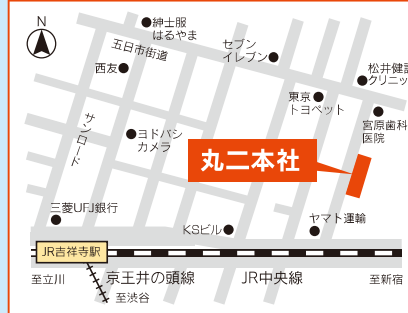 N
紳士服
はるやま
五日市街道
セブン
イレブン
西友
松井健
クリニッ
東京
トヨペット
サンロード
宮原歯科
医院
ヨドバシ
カメラ
丸二本社
三菱UFJ銀行
KSビル
ヤマト運輸
JR吉祥寺駅
至立川
京王井の頭線
JR中央線
至新宿
至渋谷